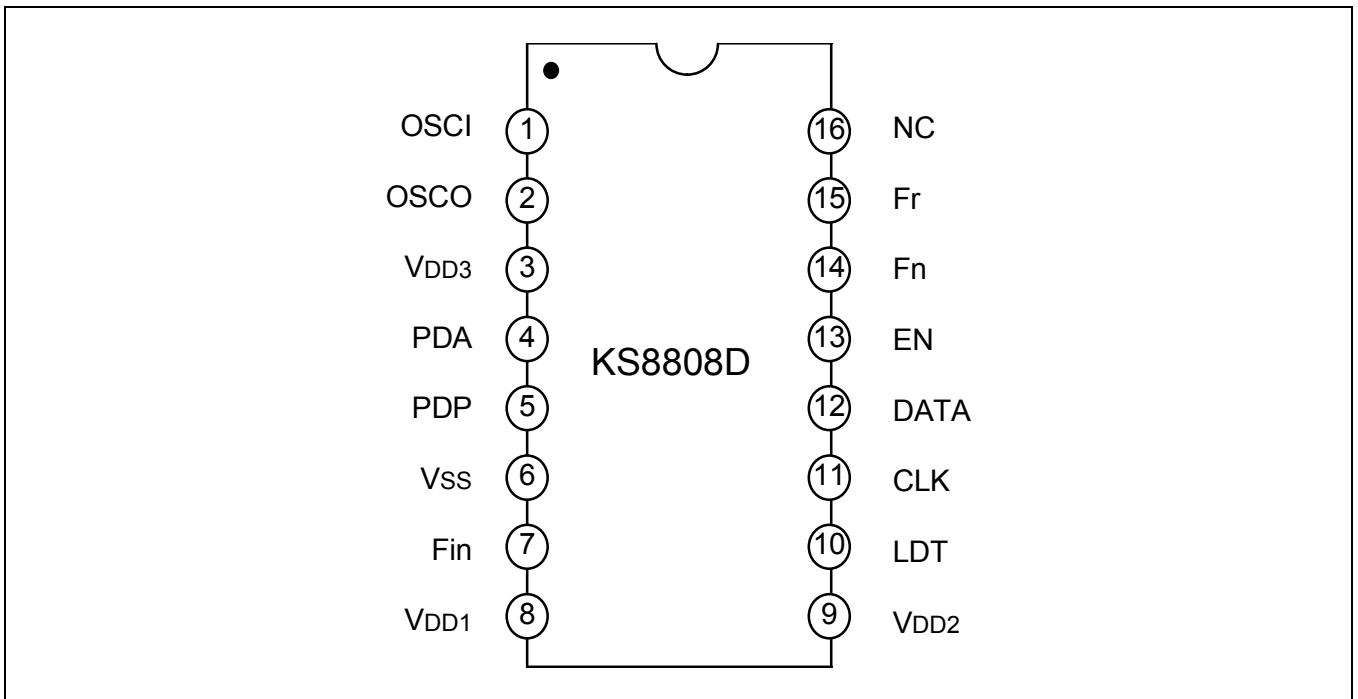 OSCI 1 16 NC
OSCO 2 15 Fr
VDD3 3 14 Fn
PDA 4 13 EN
KS8808D
PDP 5 12 DATA
VSS 6 11 CLK
Fin 7 10 LDT
VDD1 8 9 VDD2